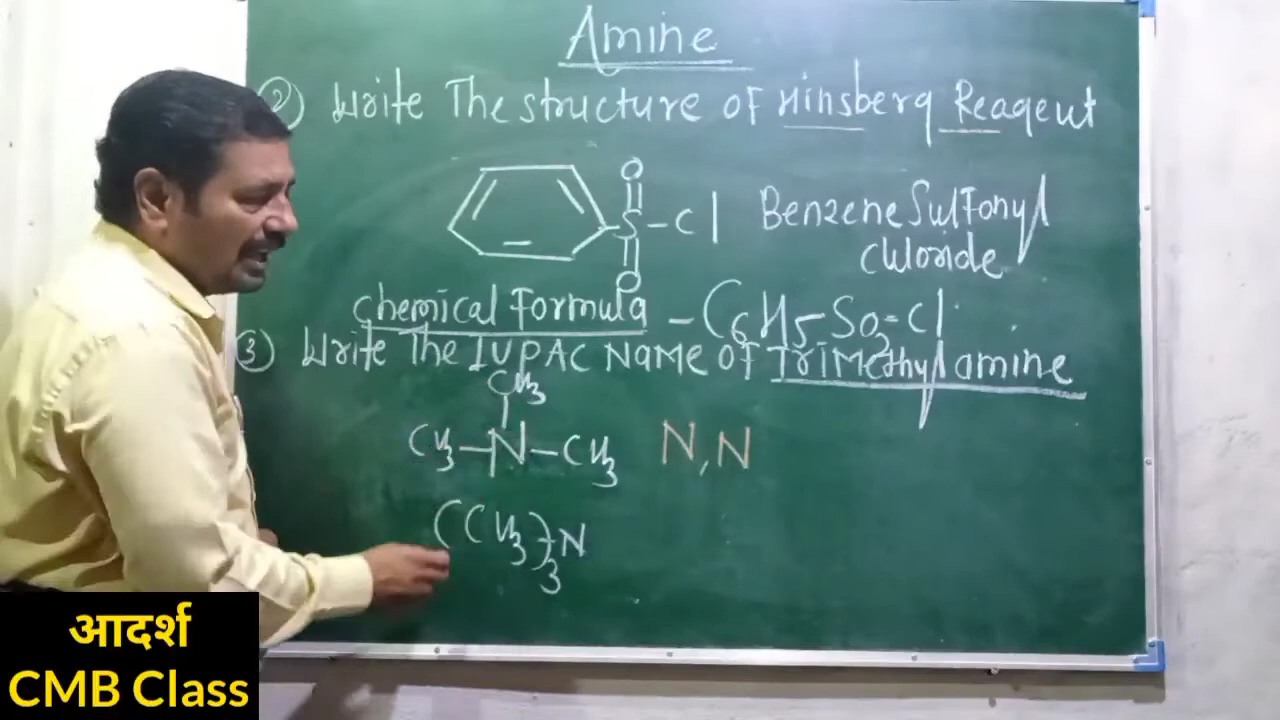 Amine
② Write The structure OF Hinsberg Reagent
O
S-Cl
O
Benzene Sulfonyl
chloride
chemical Formula - C6H5-SO2-Cl
③ Write The IUPAC Name OF TriMethyl amine
CH3
CH3-N-CH3 N,N
(CH3)3-N
आदर्श
CMB Class